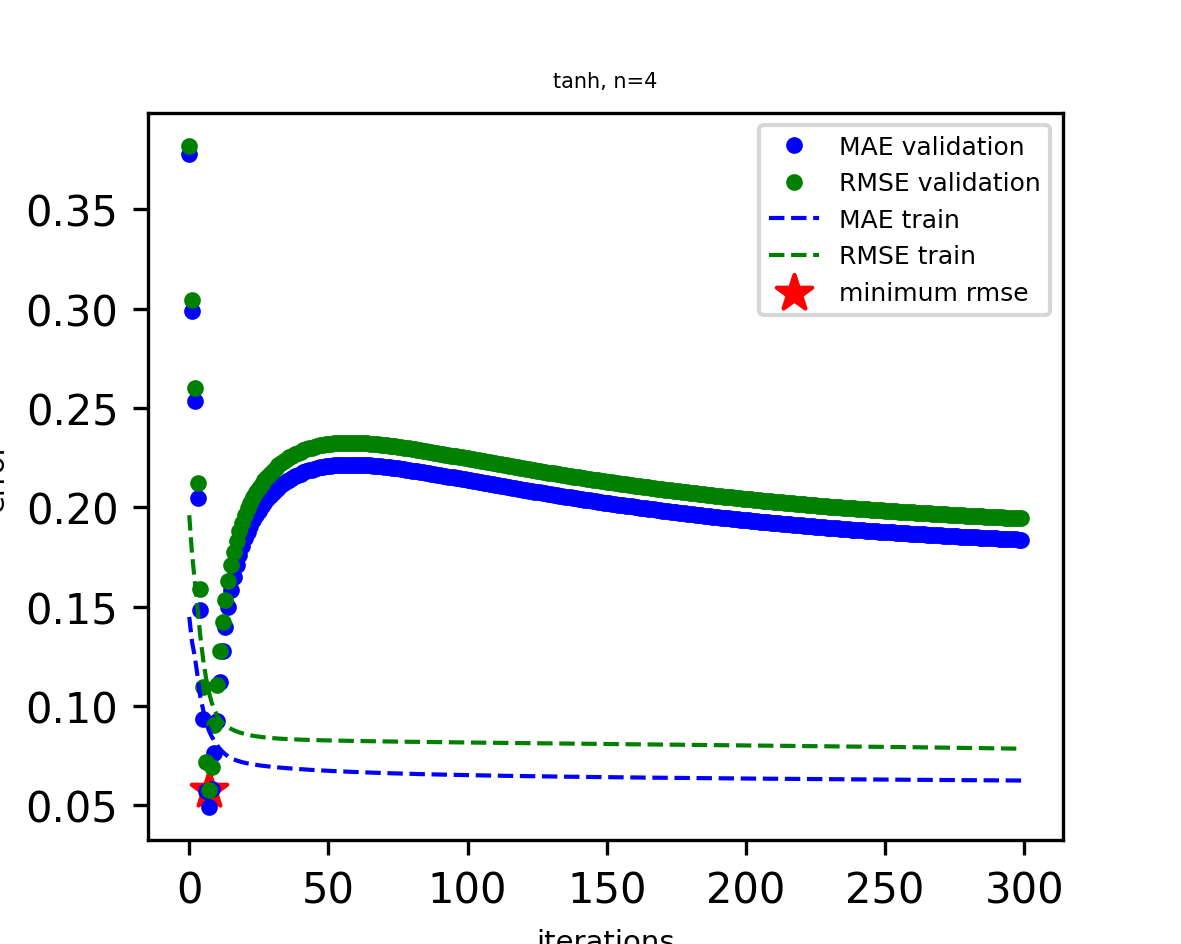 tanh, n=4
MAE validation
RMSE validation
MAE train
RMSE train
minimum rmse
0.35
0.30
0.25
0.20
0.15
0.10
0.05
0 50 100 150 200 250 300
iterations